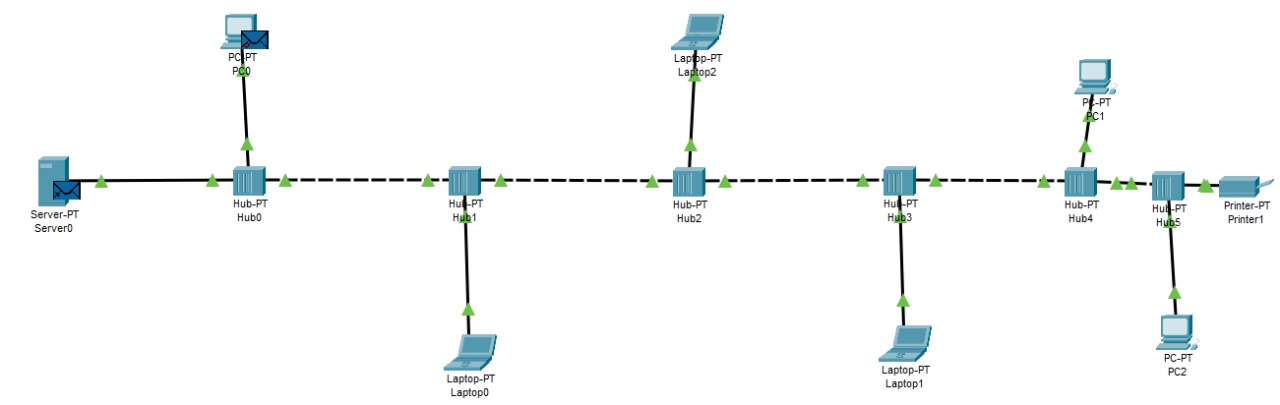 PC-PT
PC0
Laptop-PT
Laptop2
PC-PT
PC1
Server-PT
Server0
Hub-PT
Hub0
Hub-PT
Hub1
Hub-PT
Hub2
Hub-PT
Hub3
Hub-PT
Hub4
Hub-PT
Hub5
Printer-PT
Printer1
Laptop-PT
Laptop0
Laptop-PT
Laptop1
PC-PT
PC2